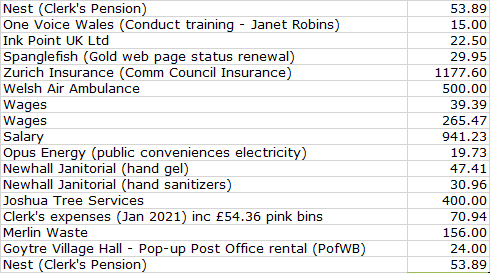 Nest (Clerk's Pension) 53.89
One Voice Wales (Conduct training - Janet Robins) 15.00
Ink Point UK Ltd 22.50
Spanglefish (Gold web page status renewal) 29.95
Zurich Insurance (Comm Council Insurance) 1177.60
Welsh Air Ambulance 500.00
Wages 39.39
Wages 265.47
Salary 941.23
Opus Energy (public conveniences electricity) 19.73
Newhall Janitorial (hand gel) 47.41
Newhall Janitorial (hand sanitizers) 30.96
Joshua Tree Services 400.00
Clerk's expenses (Jan 2021) inc £54.36 pink bins 70.94
Merlin Waste 156.00
Goytre Village Hall - Pop-up Post Office rental (PofWB) 24.00
Nest (Clerk's Pension) 53.89